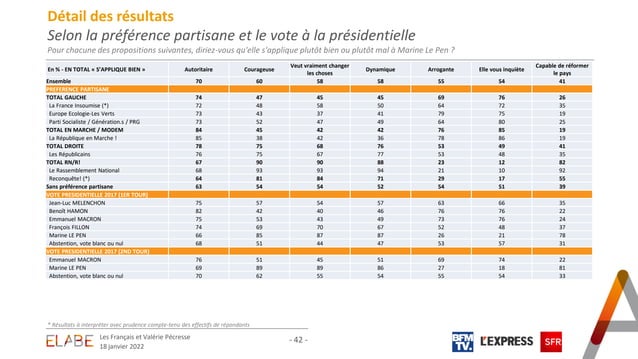 Détail des résultats
Selon la préférence partisane et le vote à la présidentielle
Pour chacune des propositions suivantes, diriez-vous qu'elle s'applique plutôt bien ou plutôt mal à Marine Le Pen ?
En % - EN TOTAL « S'APPLIQUE BIEN » Autoritaire Courageuse Veut vraiment changer les choses Dynamique Arrogante Elle vous inquiète Capable de réformer le pays
Ensemble 70 60 58 58 55 54 41
PREFERENCE PARTISANE
TOTAL GAUCHE 74 47 45 45 69 76 26
La France Insoumise (*) 72 48 58 50 64 72 35
Europe Ecologie-Les Verts 73 43 37 41 79 75 19
Parti Socialiste / Génération.s / PRG 73 52 47 49 64 80 25
TOTAL EN MARCHE / MODEM 84 45 42 42 76 85 19
La République en Marche ! 85 38 42 36 78 86 19
TOTAL DROITE 78 75 68 76 53 49 41
Les Républicains 76 75 67 77 53 48 35
TOTAL RN/R! 67 90 90 88 23 12 82
Le Rassemblement National 68 93 93 94 21 10 92
Reconquête! (*) 64 81 84 71 29 17 55
Sans préférence partisane 63 54 54 52 54 51 39
VOTE PRESIDENTIELLE 2017 (1ER TOUR)
Jean-Luc MELENCHON 75 57 54 57 63 66 35
Benoît HAMON 82 42 40 46 76 76 22
Emmanuel MACRON 75 53 43 49 73 76 24
François FILLON 74 69 70 67 52 48 37
Marine LE PEN 66 85 87 87 26 21 78
Abstention, vote blanc ou nul 68 51 44 47 53 57 31
VOTE PRESIDENTIELLE 2017 (2ND TOUR)
Emmanuel MACRON 76 51 45 51 69 74 22
Marine LE PEN 69 89 89 86 27 18 81
Abstention, vote blanc ou nul 70 62 55 54 55 54 33
* Résultats à interpréter avec prudence compte-tenu des effectifs de répondants
ELABE Les Français et Valérie Pécresse
18 janvier 2022
- 42 -
BFM TV. L'EXPRESS SFR